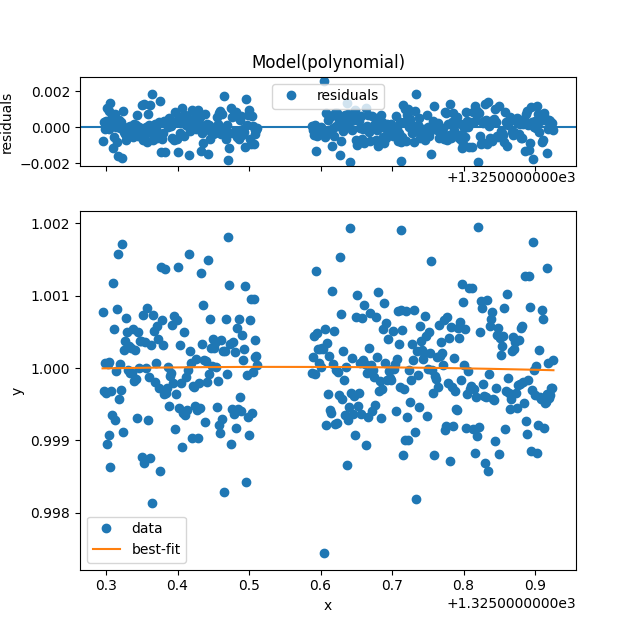 Model(polynomial)
residuals
0.002
0.000
−0.002
residuals
+1.3250000000e3
y
1.002
1.001
1.000
0.999
0.998
data
best-fit
0.3 0.4 0.5 0.6 0.7 0.8 0.9
x
+1.3250000000e3